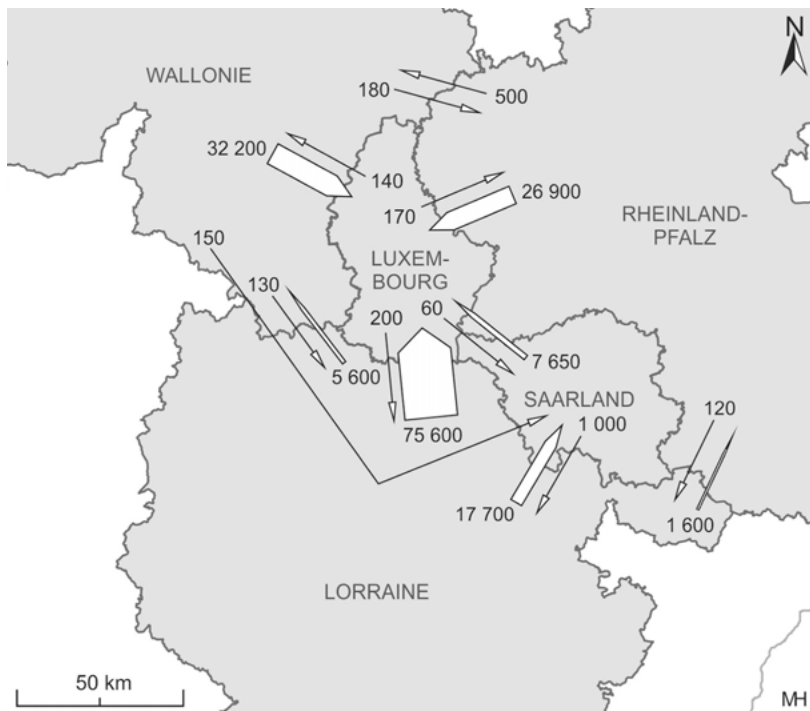 N
WALLONIE
180
500
32 200
140
170
26 900
RHEINLAND-
PFALZ
150
LUXEM-
BOURG
130
200
60
5 600
7 650
75 600
SAARLAND
1 000
120
17 700
1 600
LORRAINE
50 km
MH